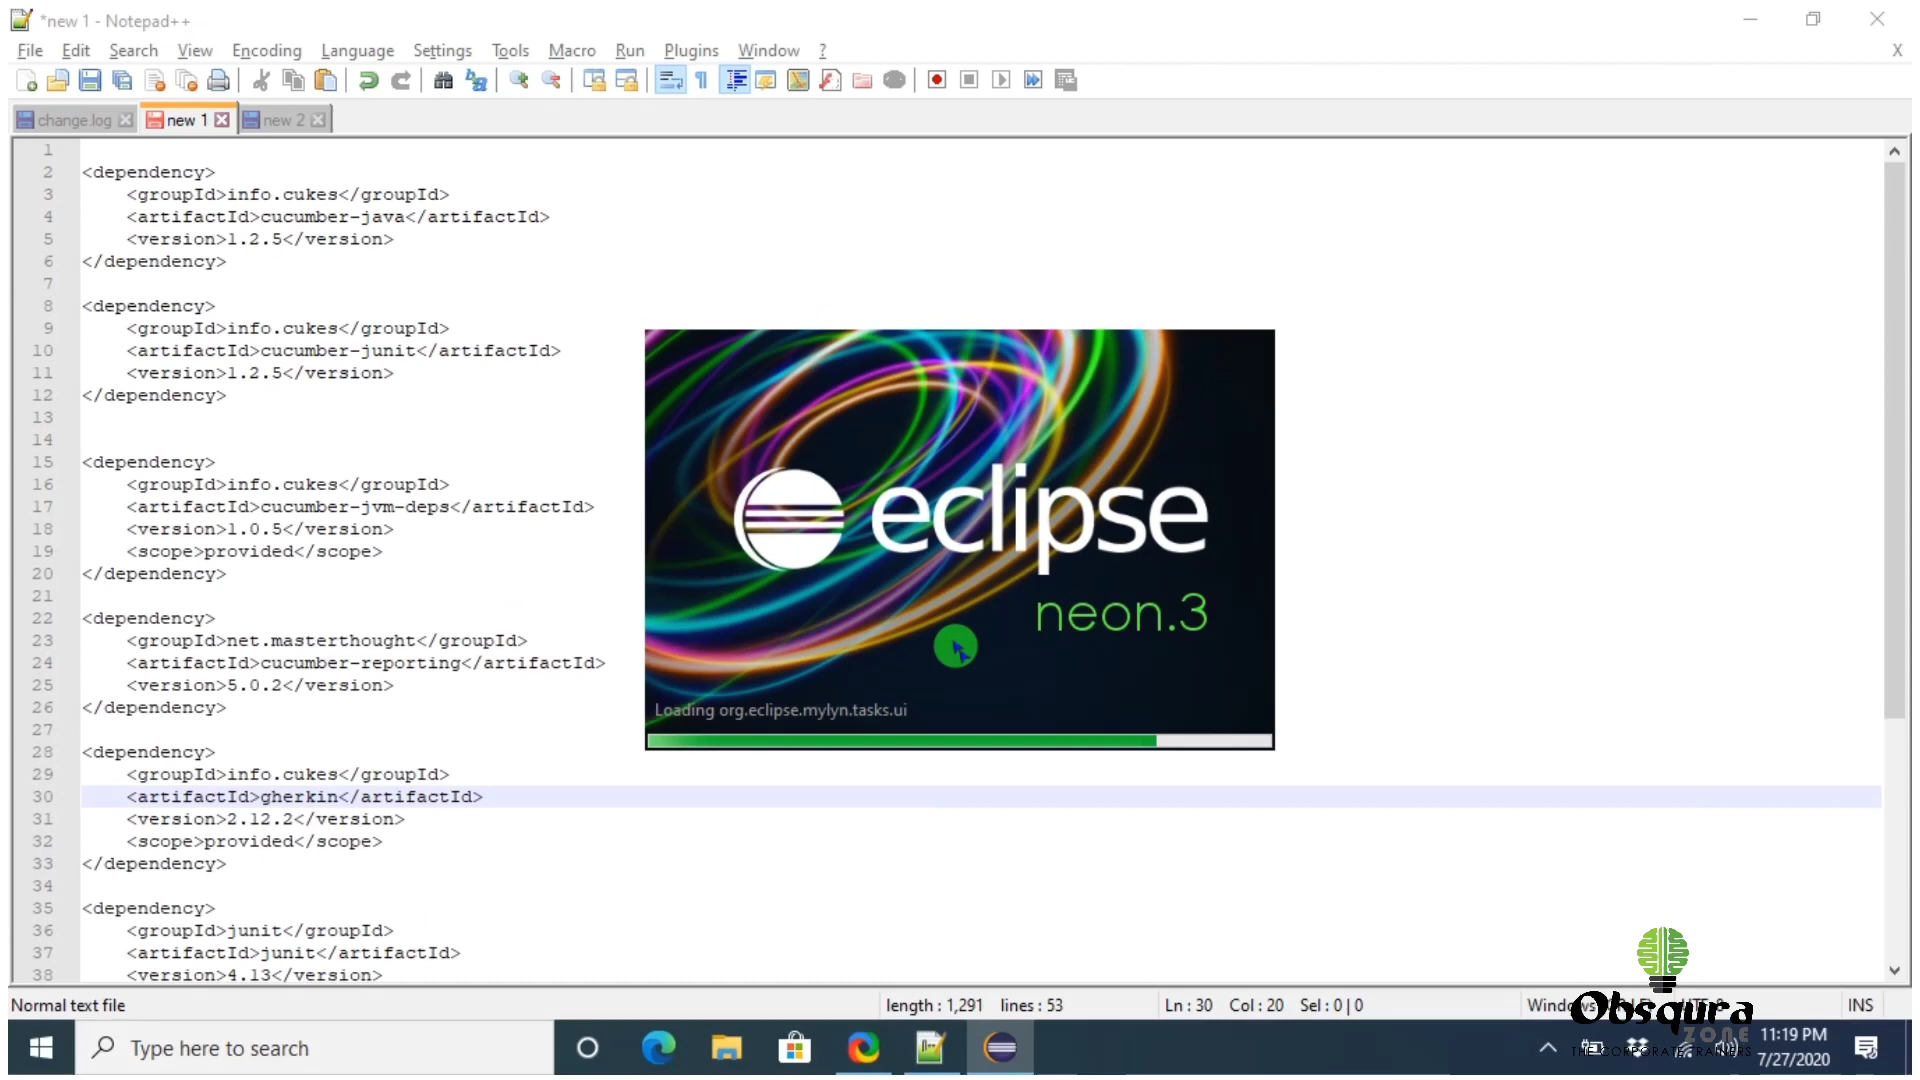 *new 1 - Notepad++
File Edit Search View Encoding Language Settings Tools Macro Run Plugins Window ?
X
change.log new 1 new 2
1
2 <dependency>
3 <groupId>info.cukes</groupId>
4 <artifactId>cucumber-java</artifactId>
5 <version>1.2.5</version>
6 </dependency>
7
8 <dependency>
9 <groupId>info.cukes</groupId>
10 <artifactId>cucumber-junit</artifactId>
11 <version>1.2.5</version>
12 </dependency>
13
14
15 <dependency>
16 <groupId>info.cukes</groupId>
17 <artifactId>cucumber-jvm-deps</artifactId>
18 <version>1.0.5</version>
19 <scope>provided</scope>
20 </dependency>
21
22 <dependency>
23 <groupId>net.masterthought</groupId>
24 <artifactId>cucumber-reporting</artifactId>
25 <version>5.0.2</version>
26 </dependency>
27
28 <dependency>
29 <groupId>info.cukes</groupId>
30 <artifactId>gherkin</artifactId>
31 <version>2.12.2</version>
32 <scope>provided</scope>
33 </dependency>
34
35 <dependency>
36 <groupId>junit</groupId>
37 <artifactId>junit</artifactId>
38 <version>4.13</version>
eclipse
neon.3
Loading org.eclipse.mylyn.tasks.ui
Normal text file length : 1,291 lines : 53 Ln : 30 Col : 20 Sel : 0 | 0 Windows INS
Obsqura
ZONE
THE CORPORATE TRAINERS
Type here to search
11:19 PM
7/27/2020